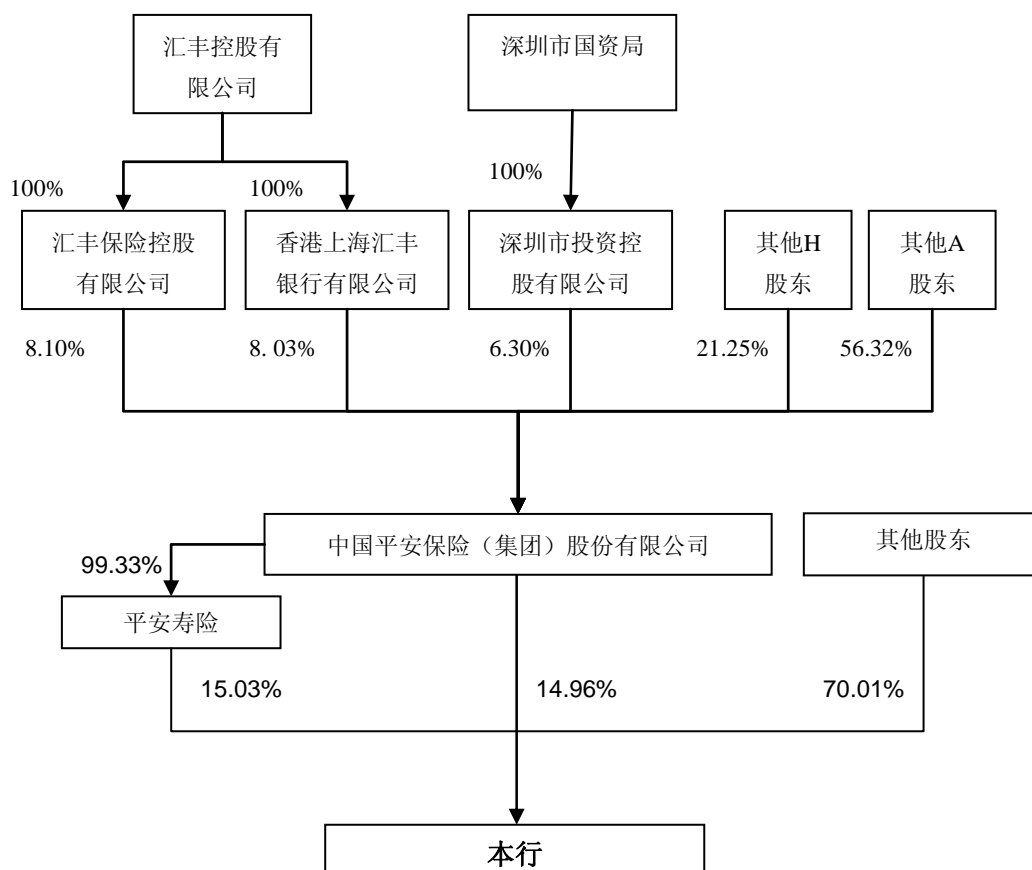 汇丰控股有
限公司
深圳市国资局
100%
100%
100%
汇丰保险控股
有限公司
香港上海汇丰
银行有限公司
深圳市投资控
股有限公司
其他H
股东
其他A
股东
8.10%
8. 03%
6.30%
21.25%
56.32%
中国平安保险（集团）股份有限公司
其他股东
99.33%
平安寿险
15.03%
14.96%
70.01%
本行